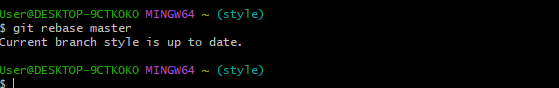 User@DESKTOP-9CTKOKO MINGW64 ~ (style)
$ git rebase master
Current branch style is up to date.
User@DESKTOP-9CTKOKO MINGW64 ~ (style)
$